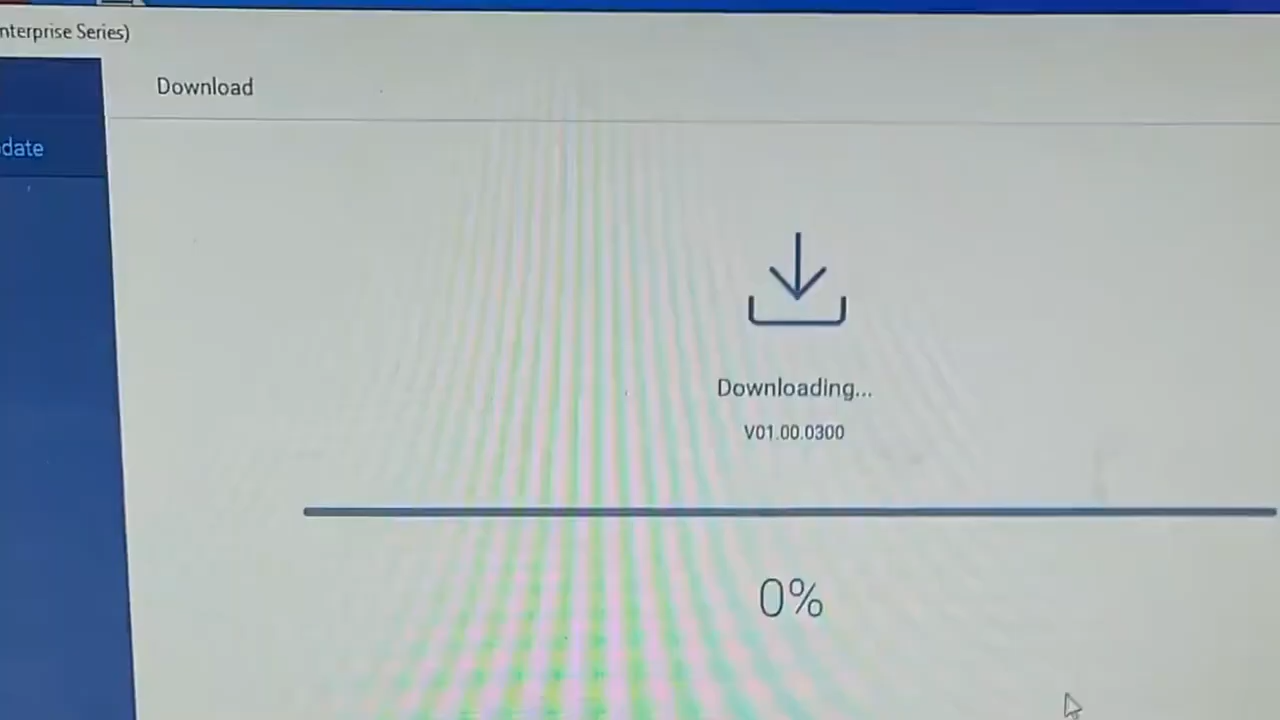 nterprise Series)
Download
date
Downloading...
V01.00.0300
0%